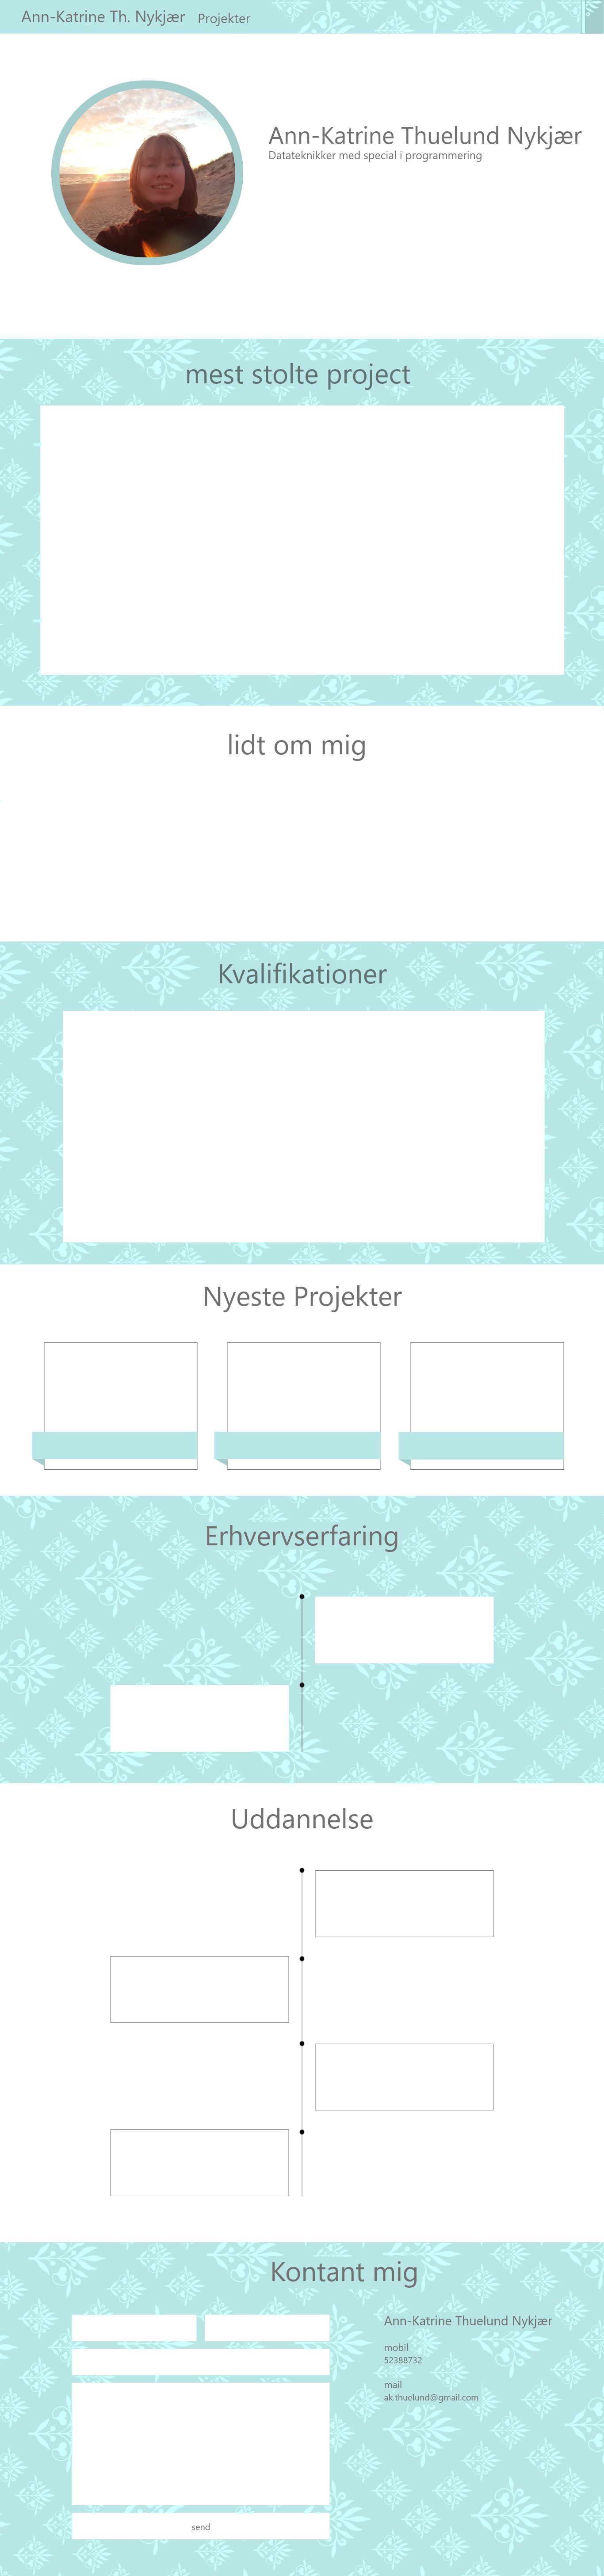 Ann-Katrine Th. Nykjær Projekter
Ann-Katrine Thuelund Nykjær
Datateknikker med special i programmering
mest stolte project
lidt om mig
Kvalifikationer
Nyeste Projekter
Erhvervserfaring
Uddannelse
Kontant mig
Ann-Katrine Thuelund Nykjær
mobil
52388732
mail
ak.thuelund@gmail.com
send